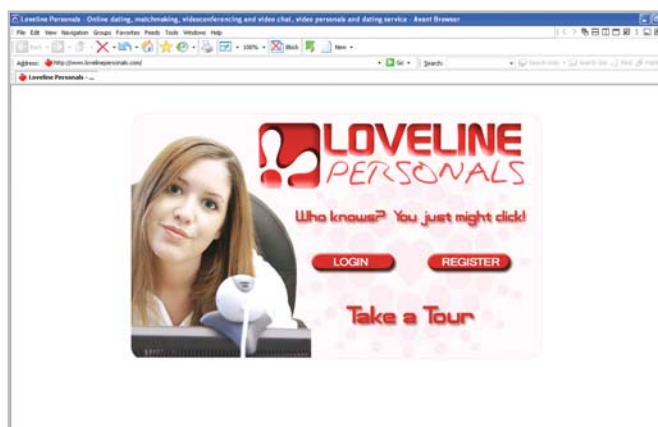 Loveline Personals - Online dating, matchmaking, videoconferencing and video chat, video personals and dating service - Avant Browser
File Edit View Navigation Groups Favorites Feeds Tools Windows Help
Back 100% Block New
Address: http://www.lovelinepersonals.com/ Go Search:
Loveline Personals - ...
LOVELINE
PERSONALS
Who knows? You just might click!
LOGIN REGISTER
Take a Tour